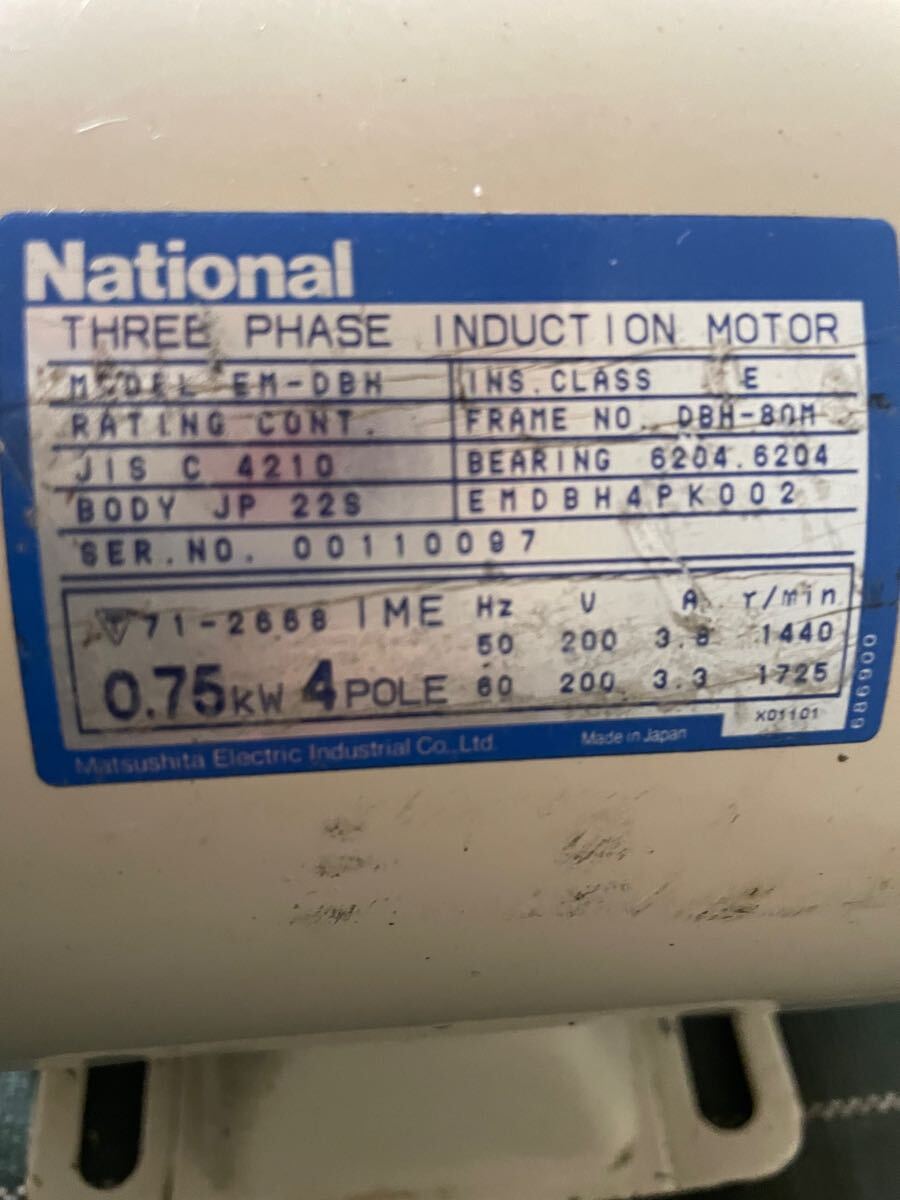 National
THREE PHASE INDUCTION MOTOR
MODEL EM-DBH INS.CLASS E
RATING CONT. FRAME NO. DBH-80M
JIS C 4210 BEARING 6204.6204
BODY JP 22S EMDBH4PK002
SER.NO. 00110097
▽ 71-2668 IME Hz V A r/min
50 200 3.8 1440
0.75KW 4 POLE 60 200 3.3 1725
X01101
686900
Matsushita Electric Industrial Co.,Ltd. Made in Japan